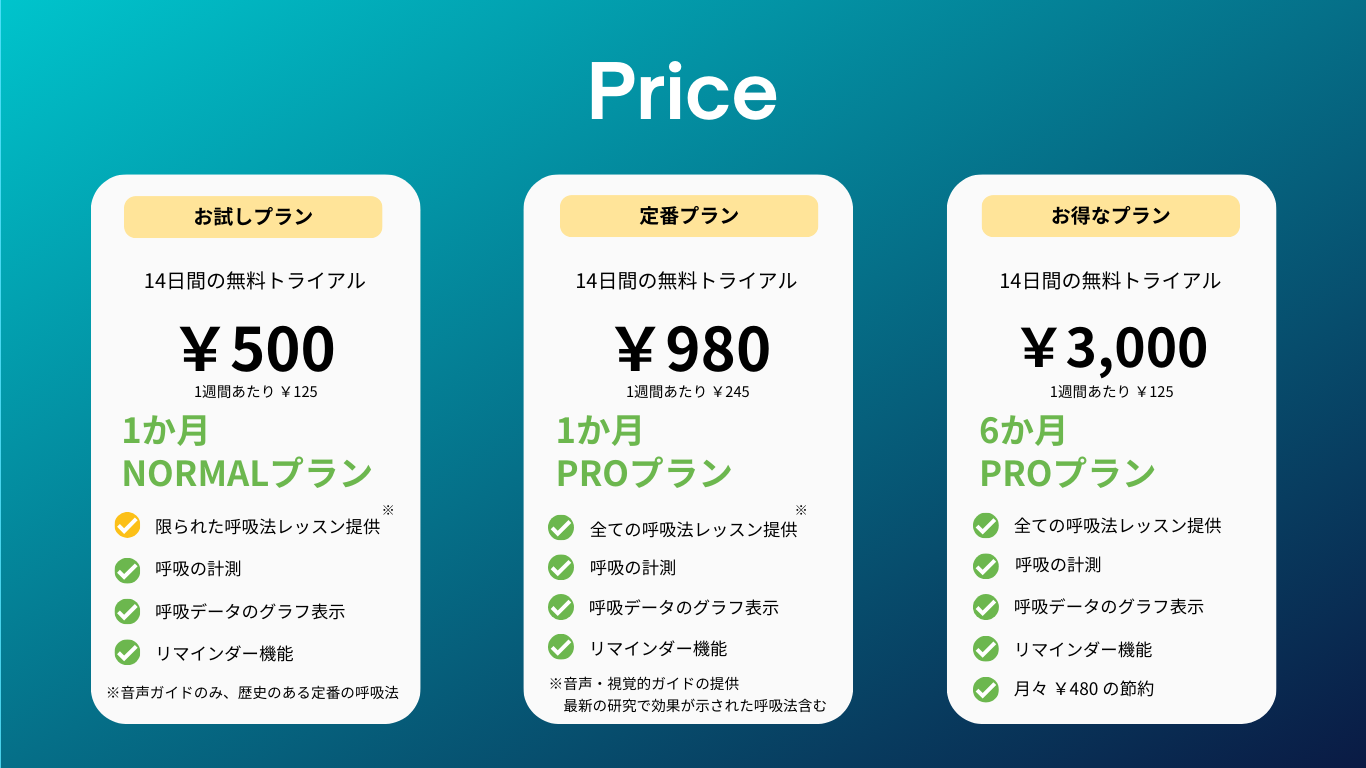 Price
お試しプラン
14日間の無料トライアル
￥500
1週間あたり ￥125
1か月
NORMALプラン
※
限られた呼吸法レッスン提供
呼吸の計測
呼吸データのグラフ表示
リマインダー機能
※音声ガイドのみ、歴史のある定番の呼吸法
定番プラン
14日間の無料トライアル
￥980
1週間あたり ￥245
1か月
PROプラン
※
全ての呼吸法レッスン提供
呼吸の計測
呼吸データのグラフ表示
リマインダー機能
※音声・視覚的ガイドの提供
最新の研究で効果が示された呼吸法含む
お得なプラン
14日間の無料トライアル
￥3,000
1週間あたり ￥125
6か月
PROプラン
全ての呼吸法レッスン提供
呼吸の計測
呼吸データのグラフ表示
リマインダー機能
月々 ￥480 の節約